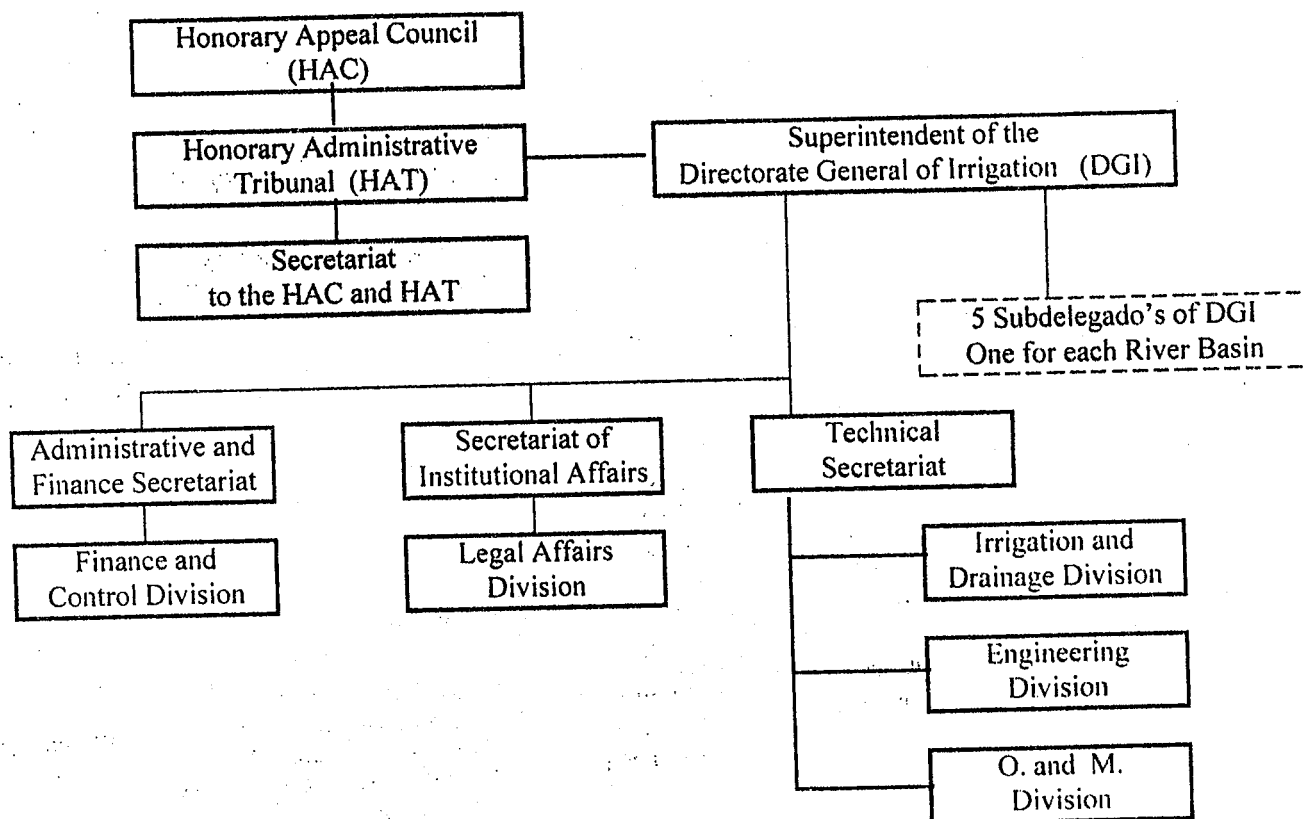 Honorary Appeal Council
(HAC)
Honorary Administrative
Tribunal (HAT)
Secretariat
to the HAC and HAT
Superintendent of the
Directorate General of Irrigation (DGI)
5 Subdelegado's of DGI
One for each River Basin
Administrative and
Finance Secretariat
Finance and
Control Division
Secretariat of
Institutional Affairs
Legal Affairs
Division
Technical
Secretariat
Irrigation and
Drainage Division
Engineering
Division
O. and M.
Division